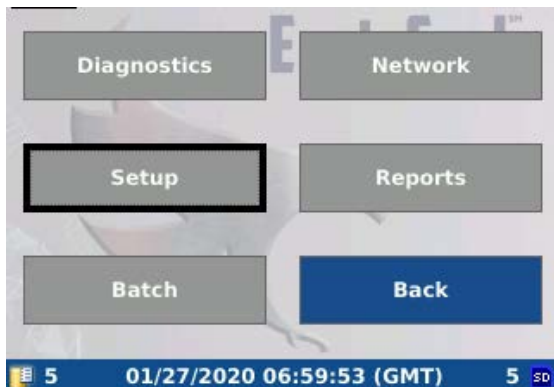 Diagnostics Network
Setup Reports
Batch Back
5 01/27/2020 06:59:53 (GMT) 5 SD